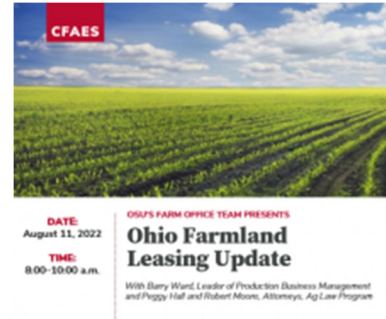 CFAES
DATE:
August 11, 2022
TIME:
8:00-10:00 a.m.
OSU'S FARM OFFICE TEAM PRESENTS
Ohio Farmland
Leasing Update
With Barry Ward, Leader of Production Business Management
and Peggy Hall and Robert Moore, Attorneys, Ag Law Program